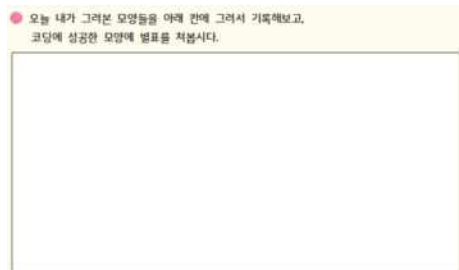 오늘 내가 그려본 모양들을 아래 칸에 그려서 기록해보고,
코딩에 성공한 모양에 별표를 쳐봅시다.